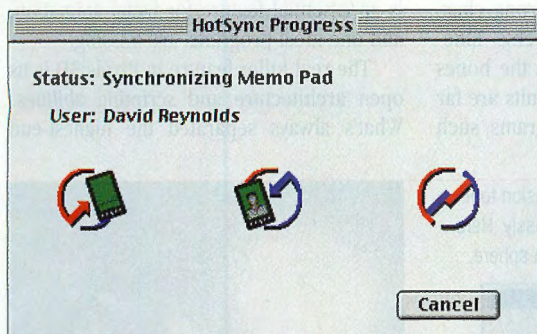 HotSync Progress
Status: Synchronizing Memo Pad
User: David Reynolds
Cancel